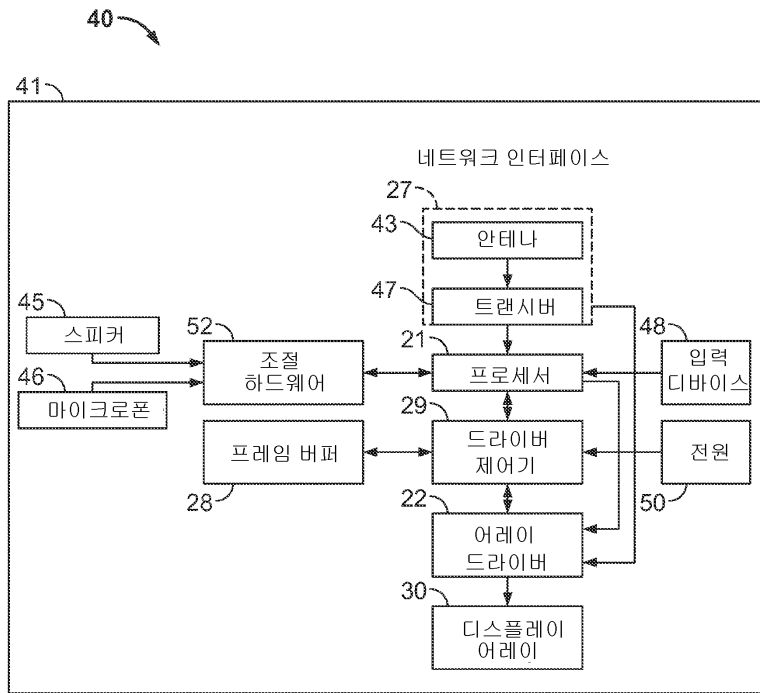 40
41
네트워크 인터페이스
27
43
안테나
47
트랜시버
45
스피커
52
조절
하드웨어
21
프로세서
48
입력
디바이스
46
마이크로폰
29
드라이버
제어기
프레임 버퍼
28
전원
50
22
어레이
드라이버
30
디스플레이
어레이